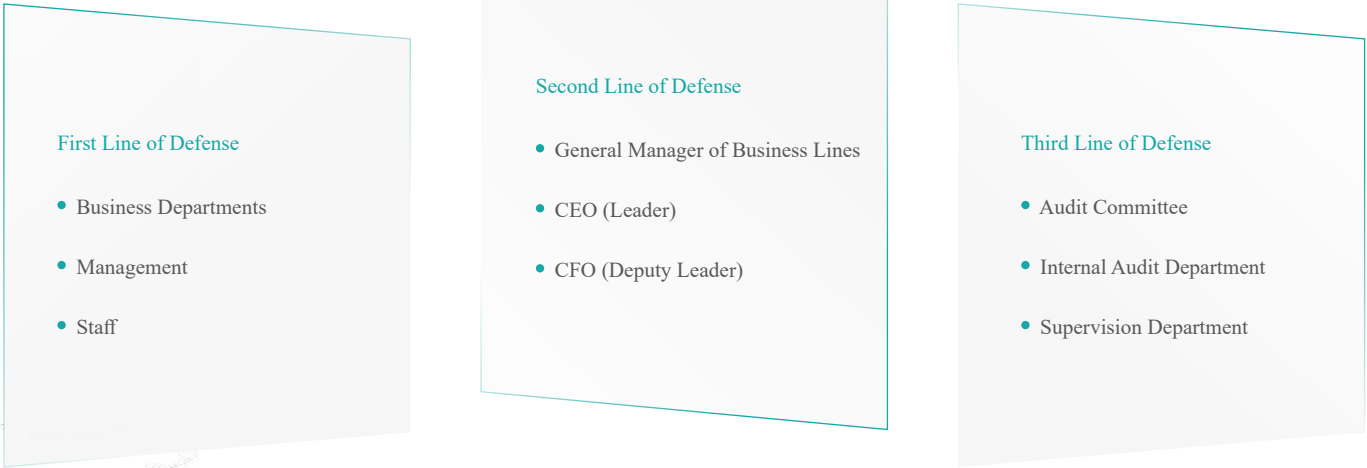 First Line of Defense
Business Departments
Management
Staff
Second Line of Defense
General Manager of Business Lines
CEO (Leader)
CFO (Deputy Leader)
Third Line of Defense
Audit Committee
Internal Audit Department
Supervision Department